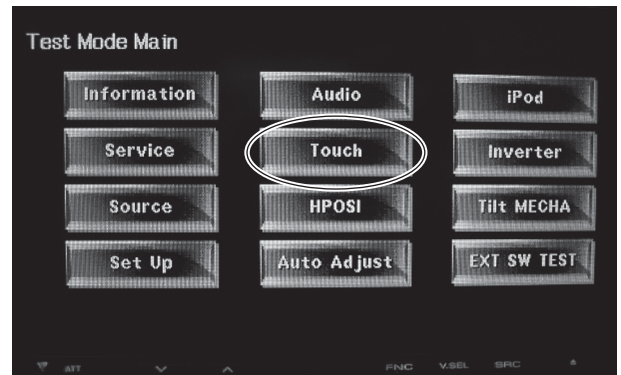 Test Mode Main
Information
Audio
iPod
Service
Touch
Inverter
Source
HPOSI
Tilt MECHA
Set Up
Auto Adjust
EXT SW TEST
ATT
FNC
V.SEL
SRC